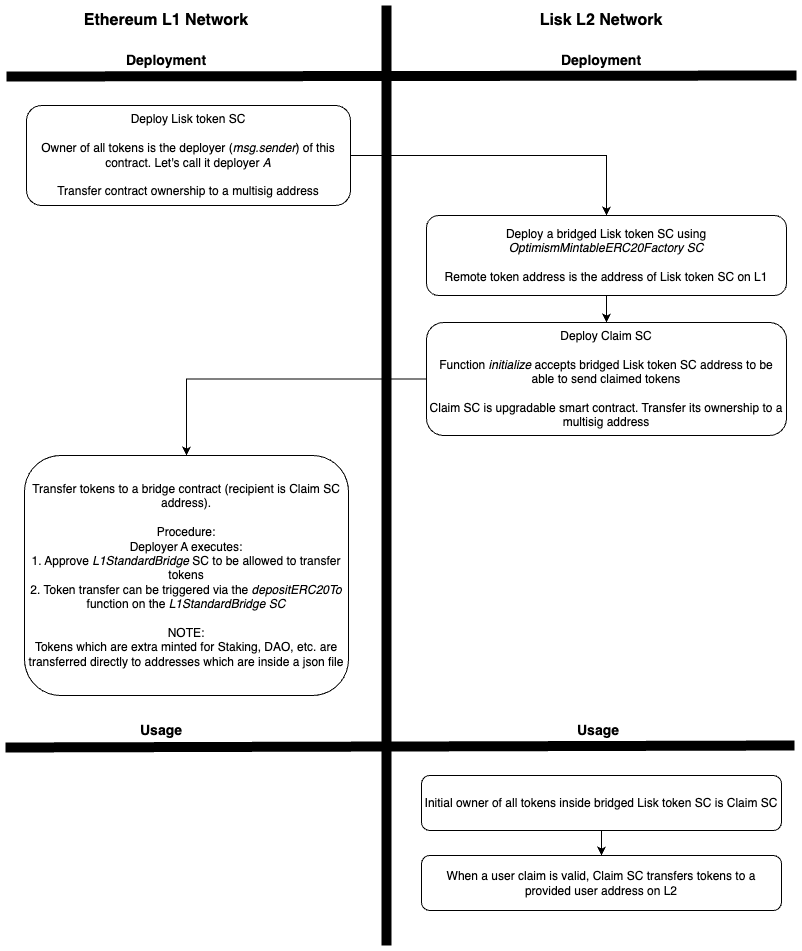 Ethereum L1 Network
Lisk L2 Network
Deployment
Deployment
Deploy Lisk token SC
Owner of all tokens is the deployer (msg.sender) of this
contract. Let's call it deployer A
Transfer contract ownership to a multisig address
Deploy a bridged Lisk token SC using
OptimismMintableERC20Factory SC
Remote token address is the address of Lisk token SC on L1
Deploy Claim SC
Function initialize accepts bridged Lisk token SC address to be
able to send claimed tokens
Claim SC is upgradable smart contract. Transfer its ownership to a
multisig address
Transfer tokens to a bridge contract (recipient is Claim SC
address).
Procedure:
Deployer A executes:
1. Approve L1StandardBridge SC to be allowed to transfer
tokens
2. Token transfer can be triggered via the depositERC20To
function on the L1StandardBridge SC
NOTE:
Tokens which are extra minted for Staking, DAO, etc. are
transferred directly to addresses which are inside a json file
Usage
Usage
Initial owner of all tokens inside bridged Lisk token SC is Claim SC
When a user claim is valid, Claim SC transfers tokens to a
provided user address on L2